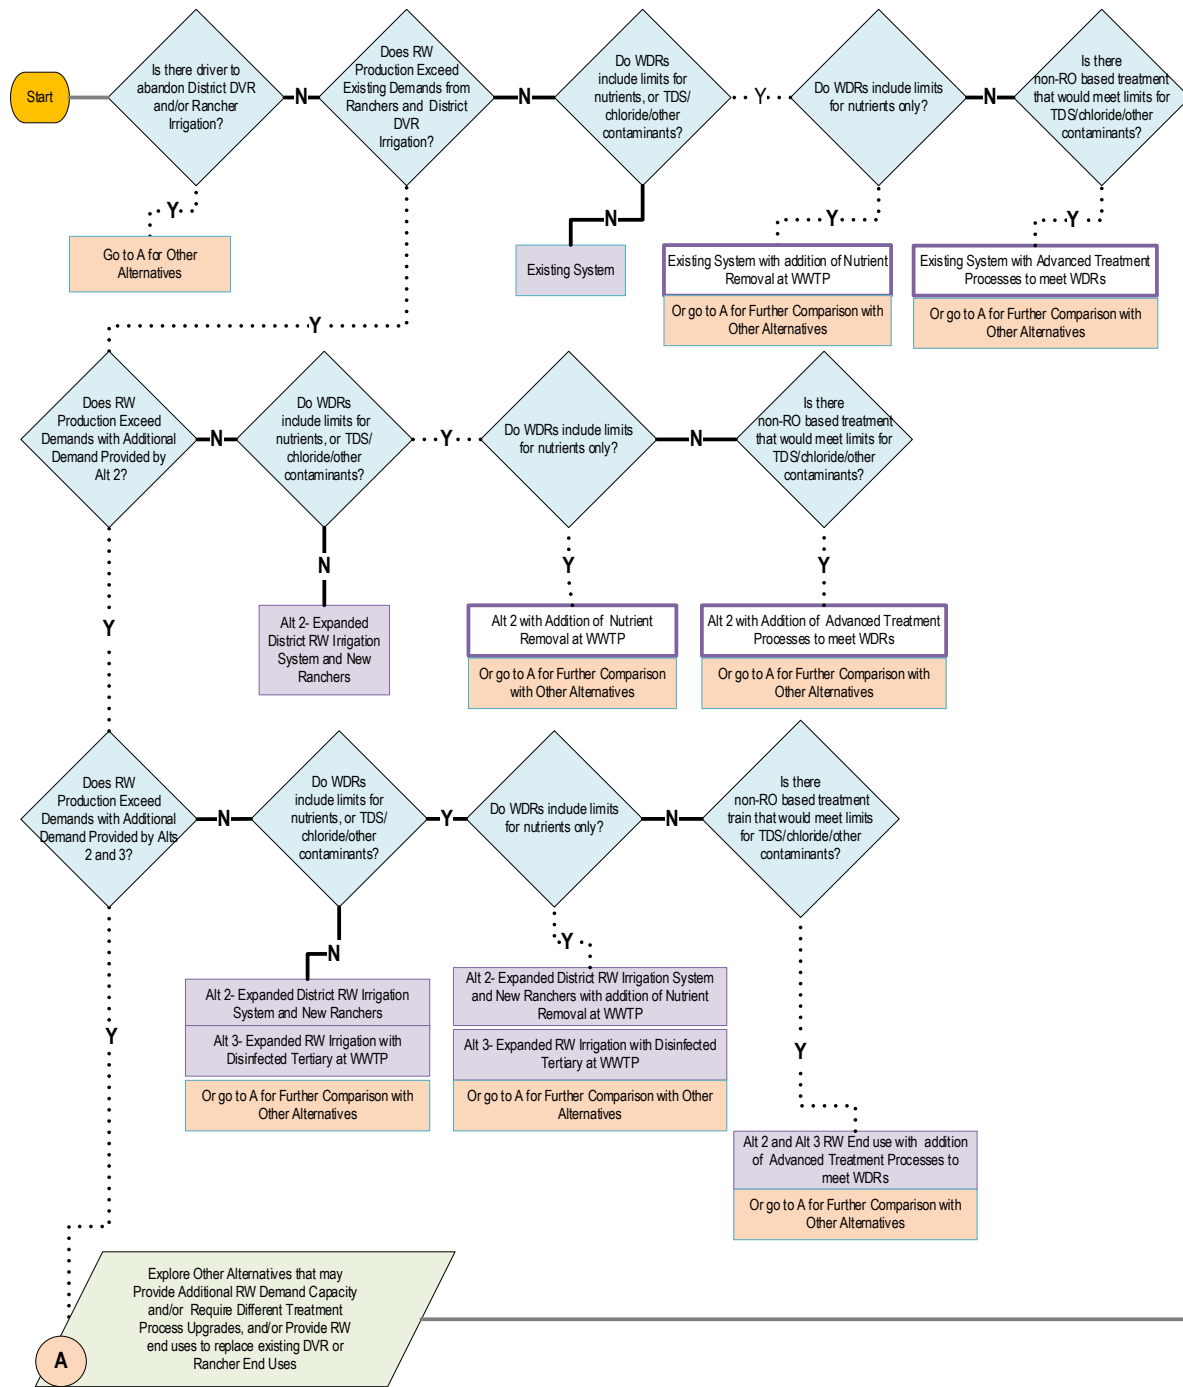 Start
Is there driver to
abandon District DVR
and/or Rancher
Irrigation?
N
Does RW
Production Exceed
Existing Demands from
Ranchers and District
DVR
Irrigation?
N
Do WDRs
include limits for
nutrients, or TDS/
chloride/other
contaminants?
Y
Do WDRs include limits
for nutrients only?
N
Is there
non-RO based treatment
that would meet limits for
TDS/chloride/other
contaminants?
Y
Go to A for Other
Alternatives
N
Existing System
Y
Existing System with addition of Nutrient
Removal at WWTP
Or go to A for Further Comparison with
Other Alternatives
Y
Existing System with Advanced Treatment
Processes to meet WDRs
Or go to A for Further Comparison with
Other Alternatives
Y
Does RW
Production Exceed
Demands with Additional
Demand Provided by
Alt 2?
N
Do WDRs
include limits for
nutrients, or TDS/
chloride/other
contaminants?
Y
Do WDRs include limits
for nutrients only?
N
Is there
non-RO based treatment
that would meet limits for
TDS/chloride/other
contaminants?
N
Alt 2- Expanded
District RW Irrigation
System and New
Ranchers
Y
Alt 2 with Addition of Nutrient
Removal at WWTP
Or go to A for Further Comparison
with Other Alternatives
Y
Alt 2 with Addition of Advanced Treatment
Processes to meet WDRs
Or go to A for Further Comparison with
Other Alternatives
Y
Does RW
Production Exceed
Demands with Additional
Demand Provided by Alts
2 and 3?
N
Do WDRs
include limits for
nutrients, or TDS/
chloride/other
contaminants?
Y
Do WDRs include limits
for nutrients only?
N
Is there
non-RO based treatment
train that would meet limits
for TDS/chloride/other
contaminants?
N
Alt 2- Expanded District RW Irrigation
System and New Ranchers
Alt 3- Expanded RW Irrigation with
Disinfected Tertiary at WWTP
Or go to A for Further Comparison with
Other Alternatives
Y
Alt 2- Expanded District RW Irrigation System
and New Ranchers with addition of Nutrient
Removal at WWTP
Alt 3- Expanded RW Irrigation with Disinfected
Tertiary at WWTP
Or go to A for Further Comparison with Other
Alternatives
Y
Alt 2 and Alt 3 RW End use with addition
of Advanced Treatment Processes to
meet WDRs
Or go to A for Further Comparison with
Other Alternatives
Y
Explore Other Alternatives that may
Provide Additional RW Demand Capacity
and/or Require Different Treatment
Process Upgrades, and/or Provide RW
end uses to replace existing DVR or
Rancher End Uses
A